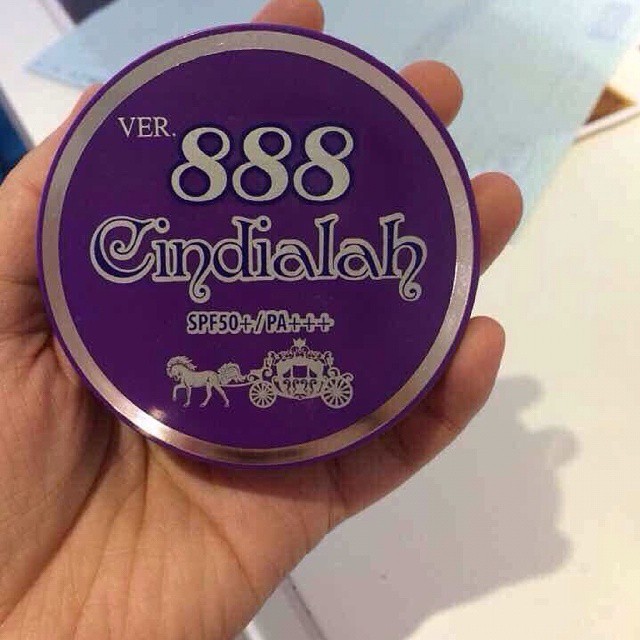 VER. 888
Cindialah
SPF50+/PA+++